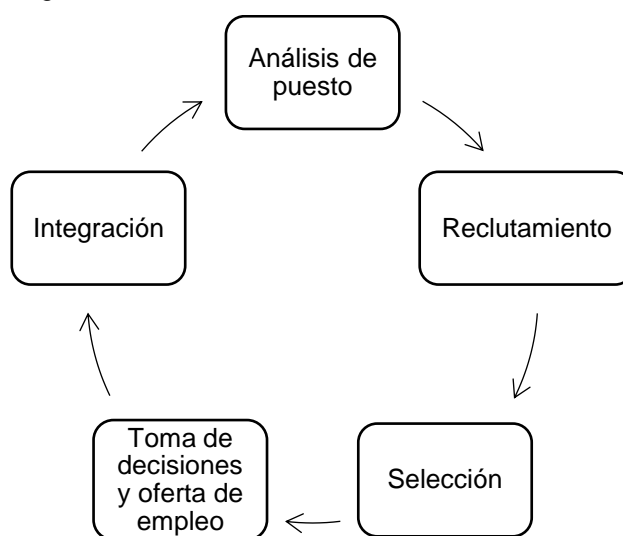 Análisis de
puesto
Reclutamiento
Selección
Toma de
decisiones
y oferta de
empleo
Integración